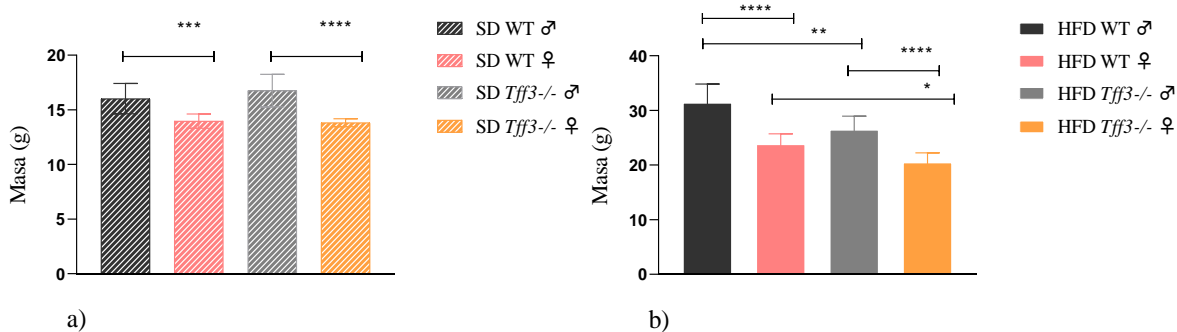 ***
****
SD WT ♂
SD WT ♀
SD Tff3-/- ♂
SD Tff3-/- ♀
Masa (g)
20
15
10
5
0
a)
****
**
****
*
HFD WT ♂
HFD WT ♀
HFD Tff3-/- ♂
HFD Tff3-/- ♀
Masa (g)
40
30
20
10
0
b)